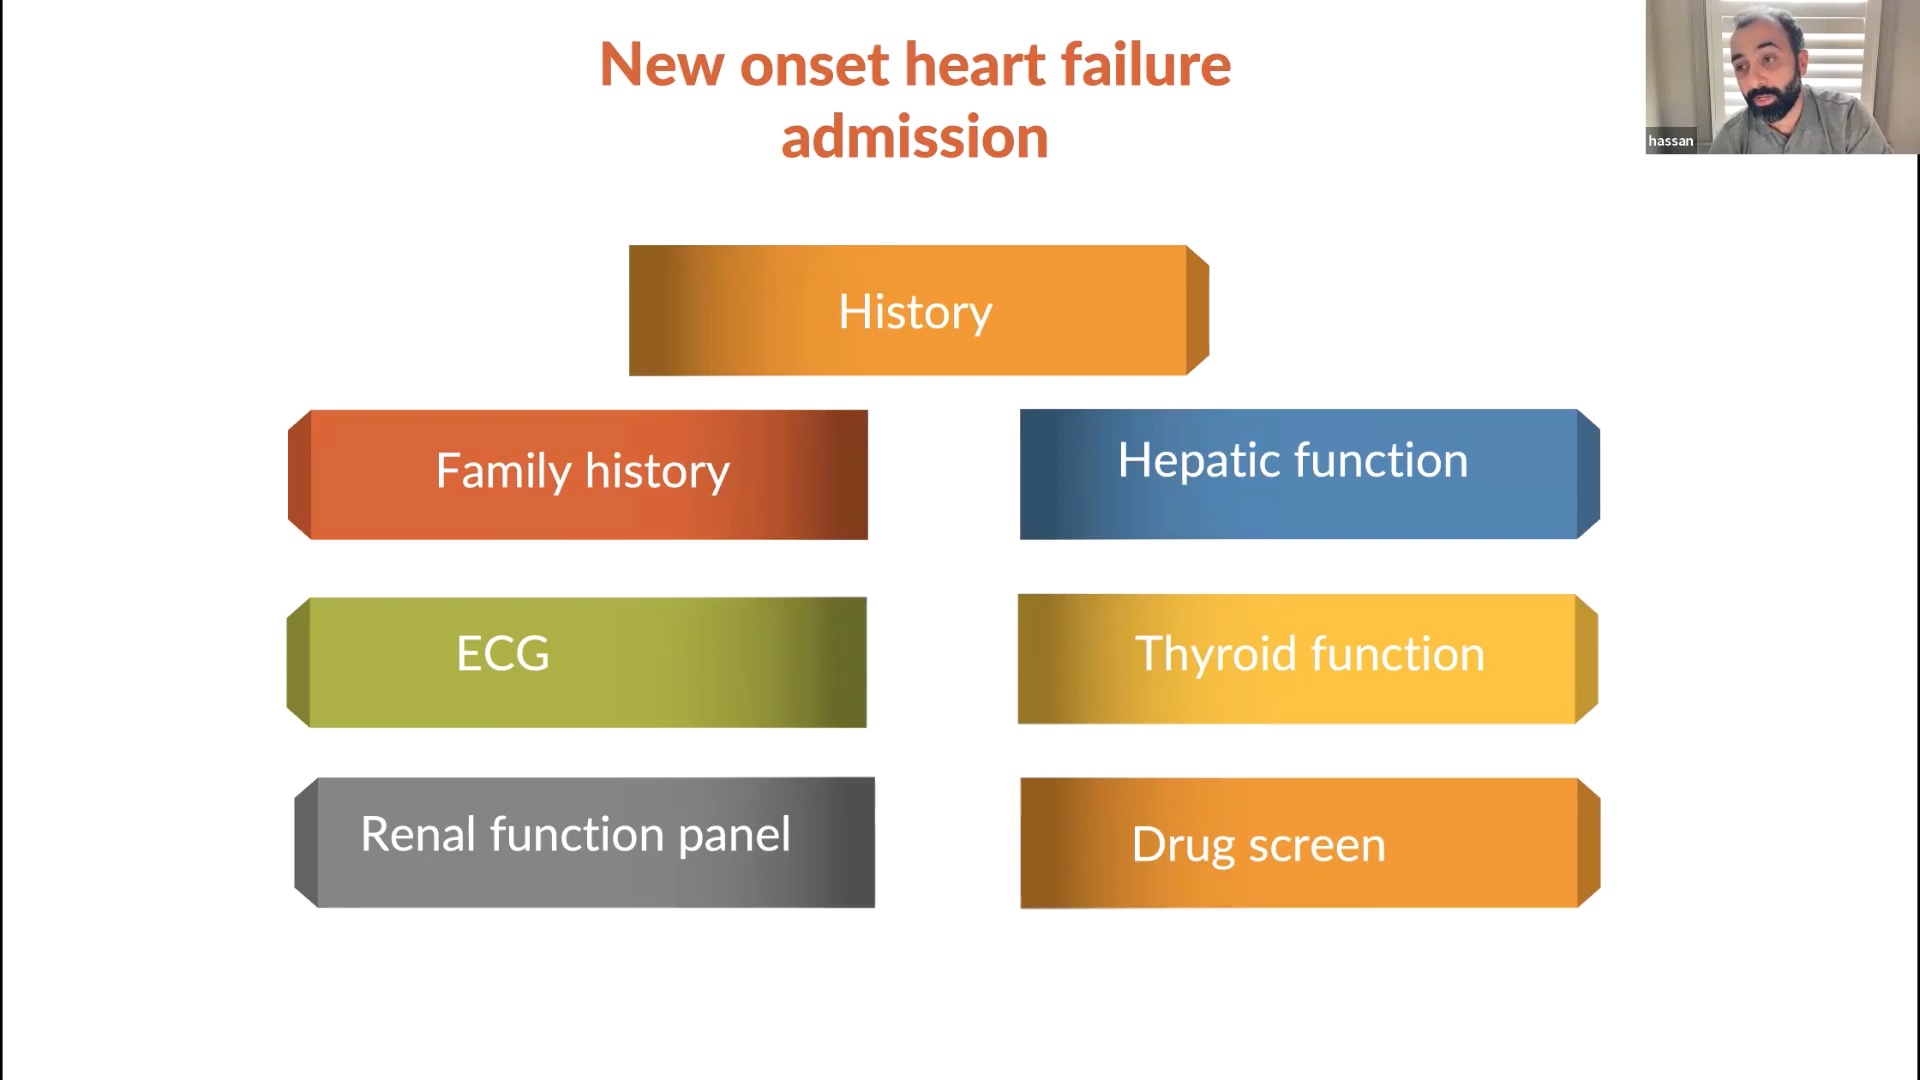 New onset heart failure
admission
hassan
History
Family history
Hepatic function
ECG
Thyroid function
Renal function panel
Drug screen